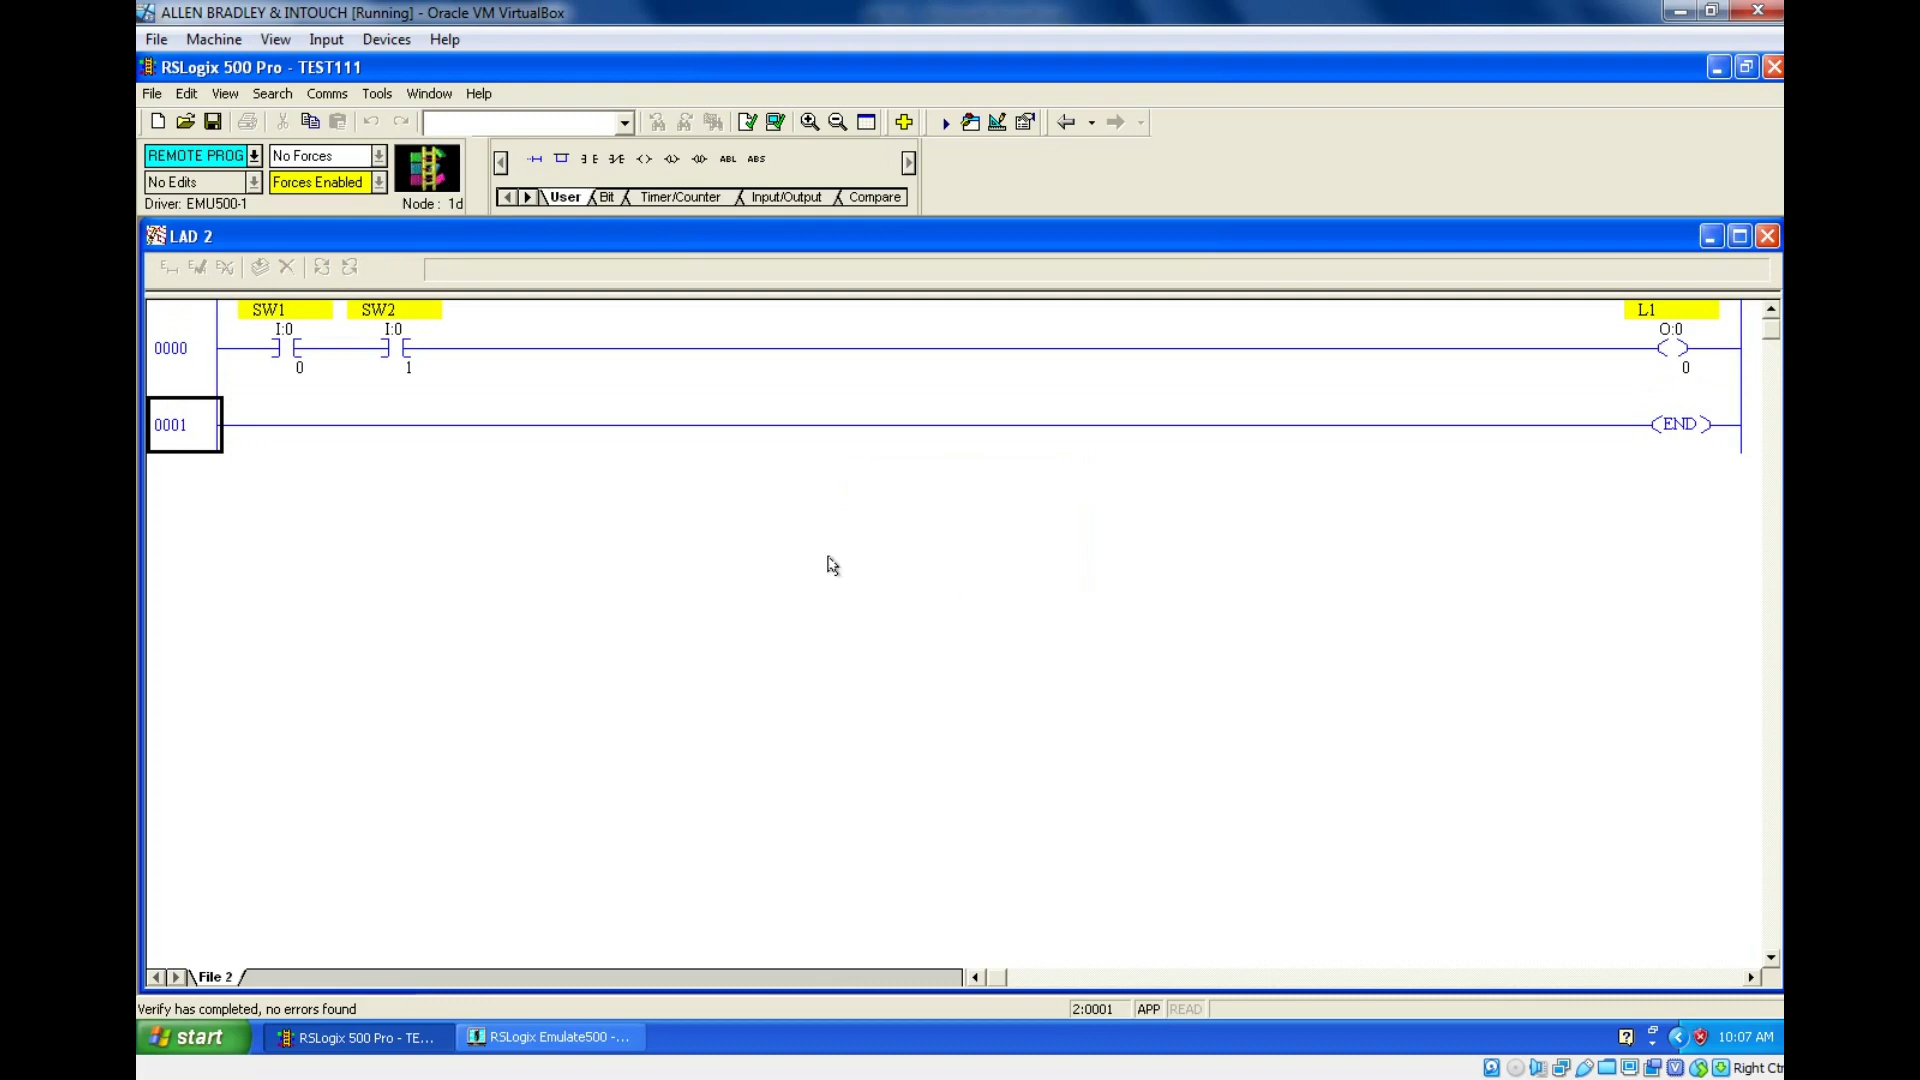 ALLEN BRADLEY & INTOUCH [Running] - Oracle VM VirtualBox
File Machine View Input Devices Help
RSLogix 500 Pro - TEST111
File Edit View Search Comms Tools Window Help
REMOTE PROG No Forces
No Edits Forces Enabled
Driver: EMU500-1 Node : 1d
ABL ABS
User Bit Timer/Counter Input/Output Compare
LAD 2
SW1 SW2 L1
I:0 I:0 O:0
0000
0 1 0
0001 END
File 2
Verify has completed, no errors found 2:0001 APP READ
start RSLogix 500 Pro - TE... RSLogix Emulate500 -... 10:07 AM
Right Ctr